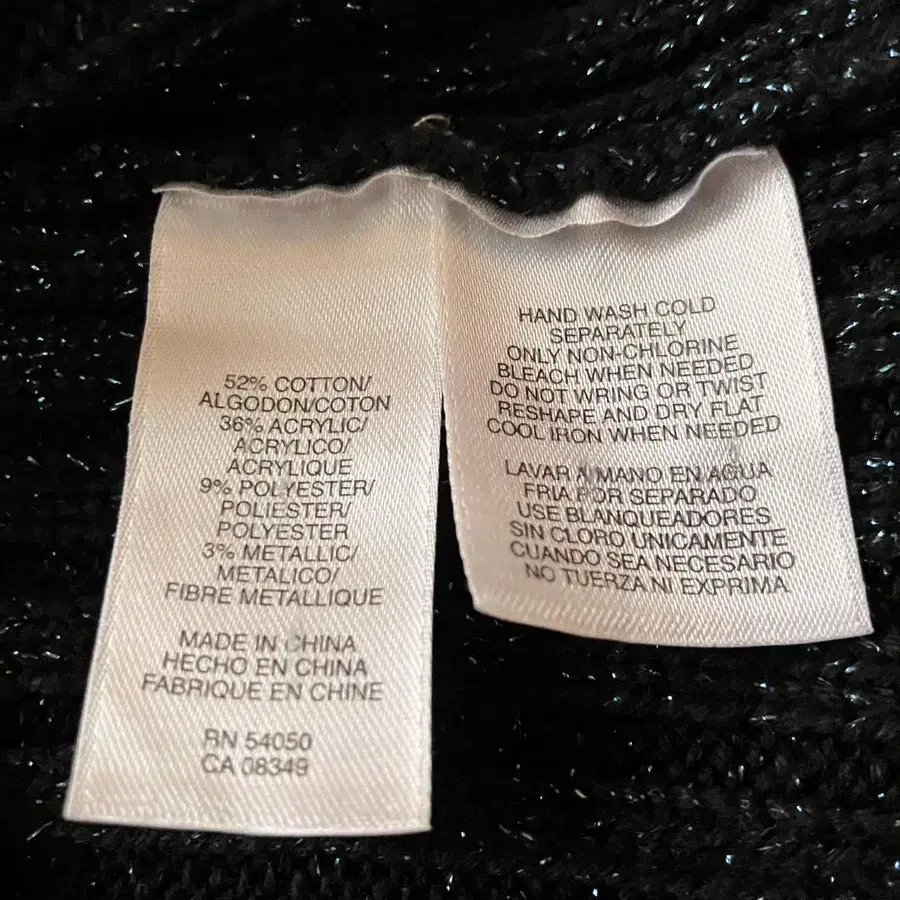 52% COTTON/
ALGODON/COTON
36% ACRYLIC/
ACRYLICO/
ACRYLIQUE
9% POLYESTER/
POLIESTER/
POLYESTER
3% METALLIC/
METALICO/
FIBRE METALLIQUE
MADE IN CHINA
HECHO EN CHINA
FABRIQUE EN CHINE
RN 54050
CA 08349
HAND WASH COLD
SEPARATELY
ONLY NON-CHLORINE
BLEACH WHEN NEEDED
DO NOT WRING OR TWIST
RESHAPE AND DRY FLAT
COOL IRON WHEN NEEDED
LAVAR A MANO EN AGUA
FRIA POR SEPARADO
USE BLANQUEADORES
SIN CLORO UNICAMENTE
CUANDO SEA NECESARIO
NO TUERZA NI EXPRIMA